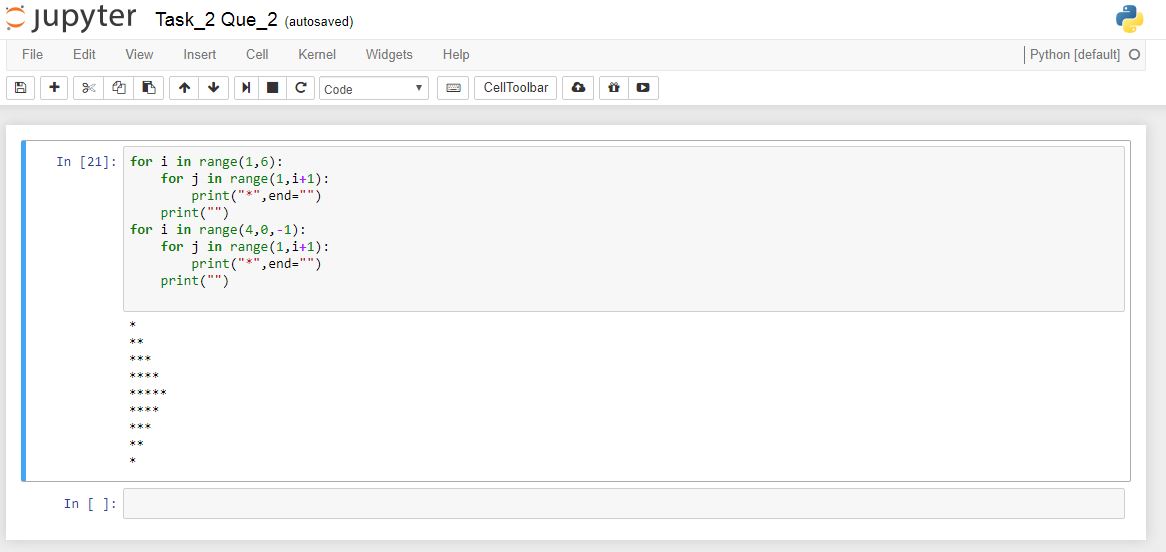 jupyter Task_2 Que_2 (autosaved)
File Edit View Insert Cell Kernel Widgets Help Python [default]
Code CellToolbar
In [21]: for i in range(1,6):
    for j in range(1,i+1):
        print("*",end="")
    print("")
for i in range(4,0,-1):
    for j in range(1,i+1):
        print("*",end="")
    print("")
*
**
***
****
*****
****
***
**
*
In [ ]: